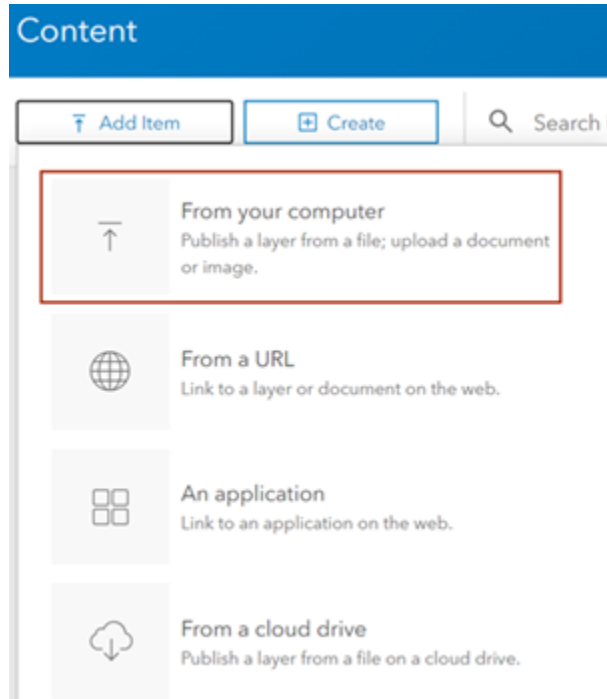 Content
Add Item
Create
Search
From your computer
Publish a layer from a file; upload a document
or image.
From a URL
Link to a layer or document on the web.
An application
Link to an application on the web.
From a cloud drive
Publish a layer from a file on a cloud drive.